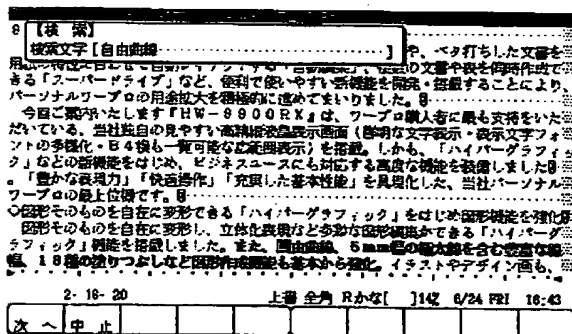 8 【検 索】
検索文字[自由曲線 ]
や、ベタ打ちした文書を
用紙の特徴に合わせて自動レイアウトする「自動編集」、複数の文書や表を同時作成で
きる「スーパードライブ」など、便利で使いやすい新機能を開発・搭載することにより、
パーソナルワープロの用途拡大を積極的に進めてまいりました。
今回ご案内いたします『HW-9900RX』は、ワープロ購入者に最も支持をいた
だいている、当社独自の見やすい高精細液晶表示画面（鮮明な文字表示・表示文字フォ
ントの多様化・B4横も一覧可能な広範囲表示）を搭載。しかも、「ハイパーグラフィッ
ク」などの新機能をはじめ、ビジネスユースにも対応する高度な機能を装備しました
。「豊かな表現力」「快適操作」「充実した基本性能」を具現化した、当社パーソナル
ワープロの最上位機です。
○図形そのものを自在に変形できる「ハイパーグラフィック」をはじめ図形機能を強化
図形そのものを自在に変形し、立体化表現など多彩な図形編集ができる「ハイパーグ
ラフィック」機能を搭載しました。また、自由曲線、5mm幅の極太線を含む豊富な線
幅、18種の塗りつぶしなど図形作成機能も基本から強化。イラストやデザイン画も、
2- 16- 20 上書 全角 Rかな[ ]14Z 6/24 FRI 16:43
次へ 中止